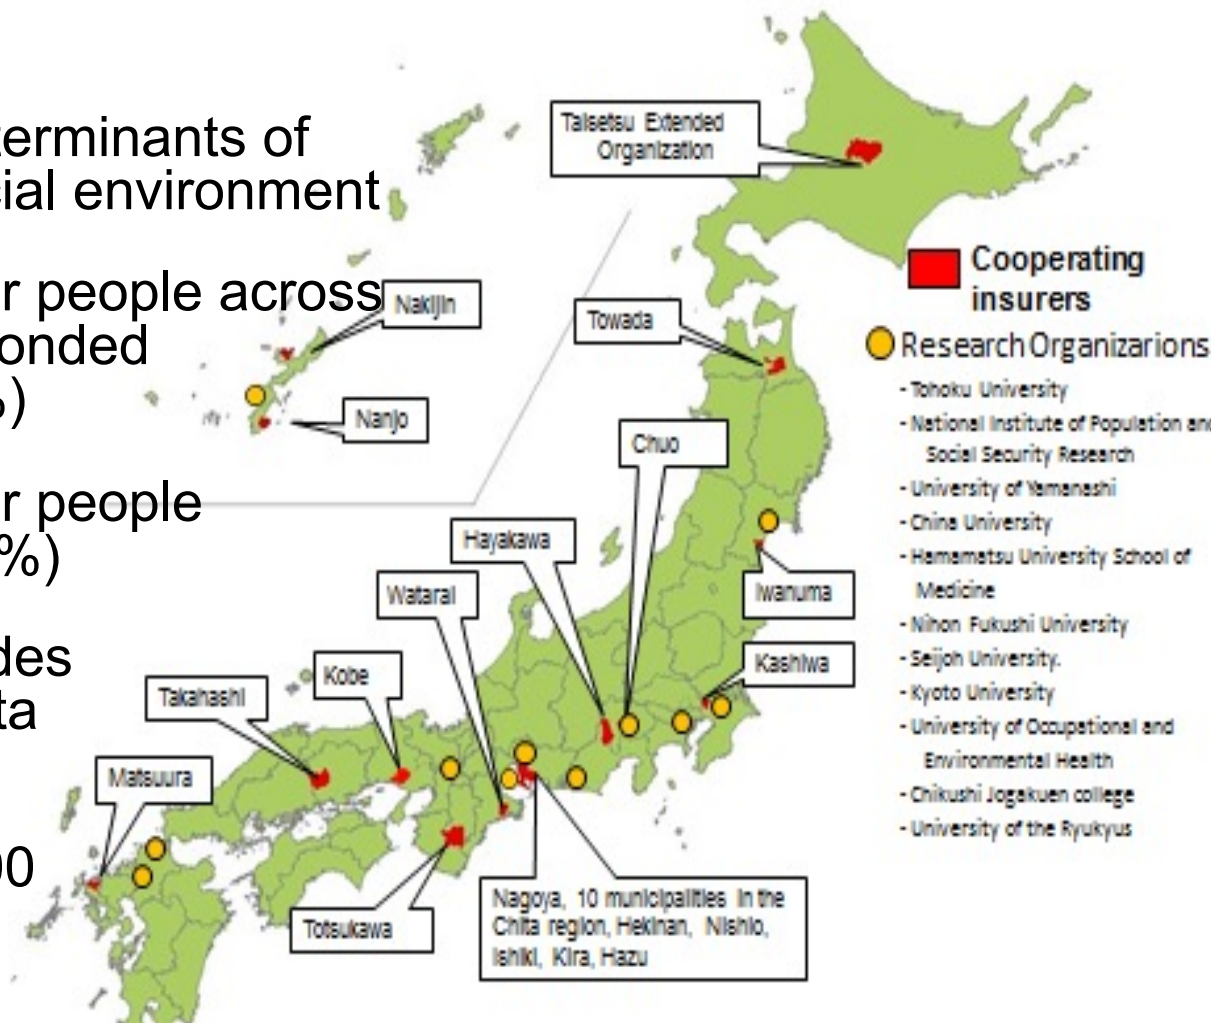 terminants of
cial environment
r people across
onded
%)
r people
%)
des
ta
00
Taisetsu Extended
Organization
Nakijin
Nanjo
Towada
Chuo
Hayakawa
Watarai
Kobe
Takahashi
Matsuura
Totsukawa
Iwanuma
Kashiwa
Nagoya, 10 municipalities in the
Chita region, Hekinan, Nishio,
Ishiki, Kira, Hazu
Cooperating
insurers
Research Organizarions
- Tohoku University
- National Institute of Population and
Social Security Research
- University of Yamanashi
- China University
- Hamamatsu University School of
Medicine
- Nihon Fukushi University
- Seijoh University.
- Kyoto University
- University of Occupational and
Environmental Health
- Chikushi Jogakuen college
- University of the Ryukyus